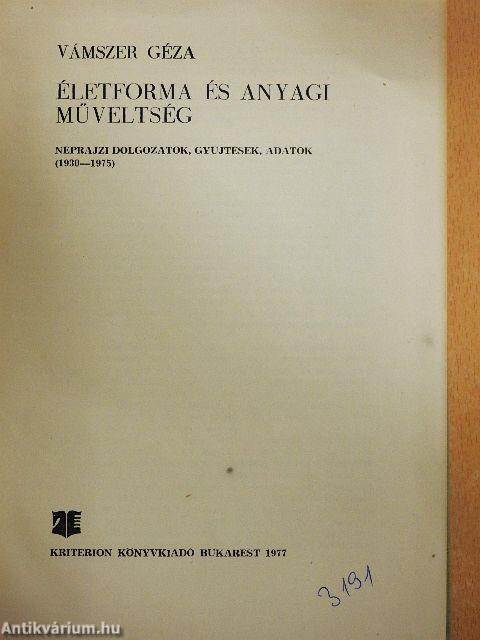 VÁMSZER GÉZA
ÉLETFORMA ÉS ANYAGI
MŰVELTSÉG
NEPRAJZI DOLGOZATOK, GYUJTESEK, ADATOK
(1930—1975)
KRITERION KÖNYVKIADO BUKAREST 1977
3191
Antikvárium.hu